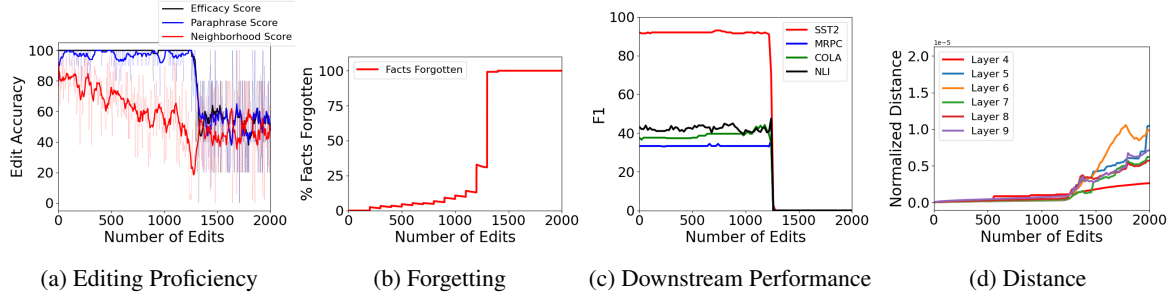 Efficacy Score
Paraphrase Score
Neighborhood Score
Edit Accuracy
100
80
60
40
20
0
0 500 1000 1500 2000
Number of Edits
(a) Editing Proficiency
Facts Forgotten
% Facts Forgotten
100
75
50
25
0
0 500 1000 1500 2000
Number of Edits
(b) Forgetting
SST2
MRPC
COLA
NLI
F1
100
80
60
40
20
0
0 500 1000 1500 2000
Number of Edits
(c) Downstream Performance
1e-5
Layer 4
Layer 5
Layer 6
Layer 7
Layer 8
Layer 9
Normalized Distance
2.0
1.5
1.0
0.5
0.0
0 500 1000 1500 2000
Number of Edits
(d) Distance